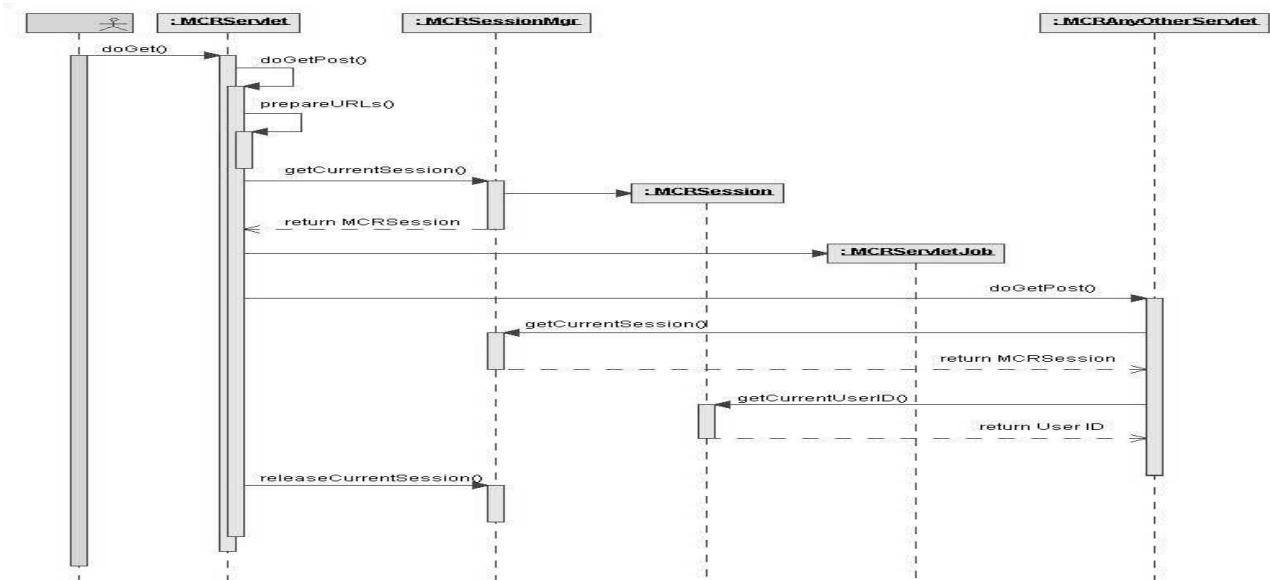 : MCRServlet
: MCRSessionMgr
: MCRAnyOtherServlet
doGet()
doGetPost()
prepareURLs()
getCurrentSession()
: MCRSession
return MCRSession
: MCRServletJob
doGetPost()
getCurrentSession()
return MCRSession
getCurrentUserID()
return User ID
releaseCurrentSession()